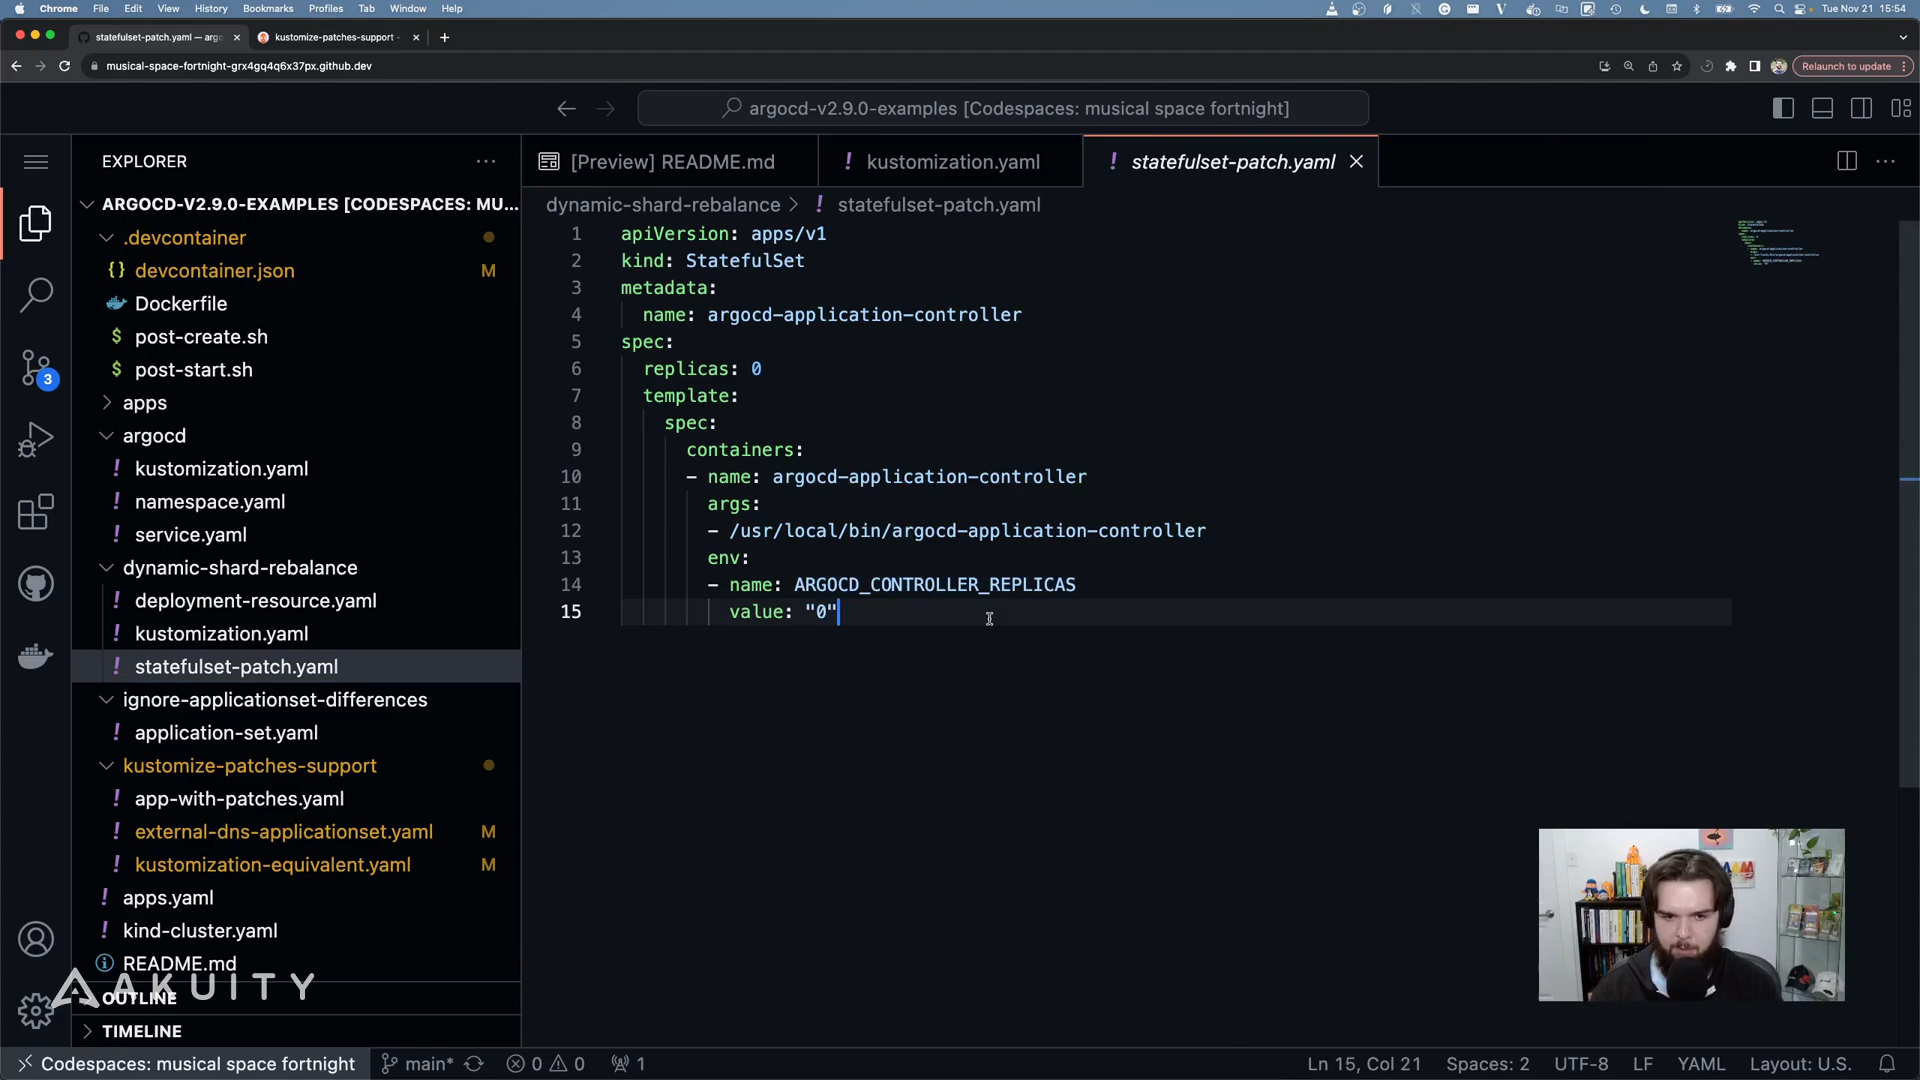 Chrome File Edit View History Bookmarks Profiles Tab Window Help
Tue Nov 21 15:54
statefulset-patch.yaml — argo
kustomize-patches-support -
musical-space-fortnight-grx4gq4q6x37px.github.dev
Relaunch to update
argocd-v2.9.0-examples [Codespaces: musical space fortnight]
EXPLORER
[Preview] README.md
! kustomization.yaml
! statefulset-patch.yaml
ARGOCD-V2.9.0-EXAMPLES [CODESPACES: MU...
dynamic-shard-rebalance > ! statefulset-patch.yaml
.devcontainer
{} devcontainer.json M
Dockerfile
$ post-create.sh
$ post-start.sh
apps
argocd
! kustomization.yaml
! namespace.yaml
! service.yaml
dynamic-shard-rebalance
! deployment-resource.yaml
! kustomization.yaml
! statefulset-patch.yaml
ignore-applicationset-differences
! application-set.yaml
kustomize-patches-support
! app-with-patches.yaml
! external-dns-applicationset.yaml M
! kustomization-equivalent.yaml M
! apps.yaml
! kind-cluster.yaml
README.md
OUTLINE
TIMELINE
AKUITY
3
1 apiVersion: apps/v1
2 kind: StatefulSet
3 metadata:
4 name: argocd-application-controller
5 spec:
6 replicas: 0
7 template:
8 spec:
9 containers:
10 - name: argocd-application-controller
11 args:
12 - /usr/local/bin/argocd-application-controller
13 env:
14 - name: ARGOCD_CONTROLLER_REPLICAS
15 value: "0"
Codespaces: musical space fortnight
main*
0 0
1
Ln 15, Col 21
Spaces: 2
UTF-8
LF
YAML
Layout: U.S.